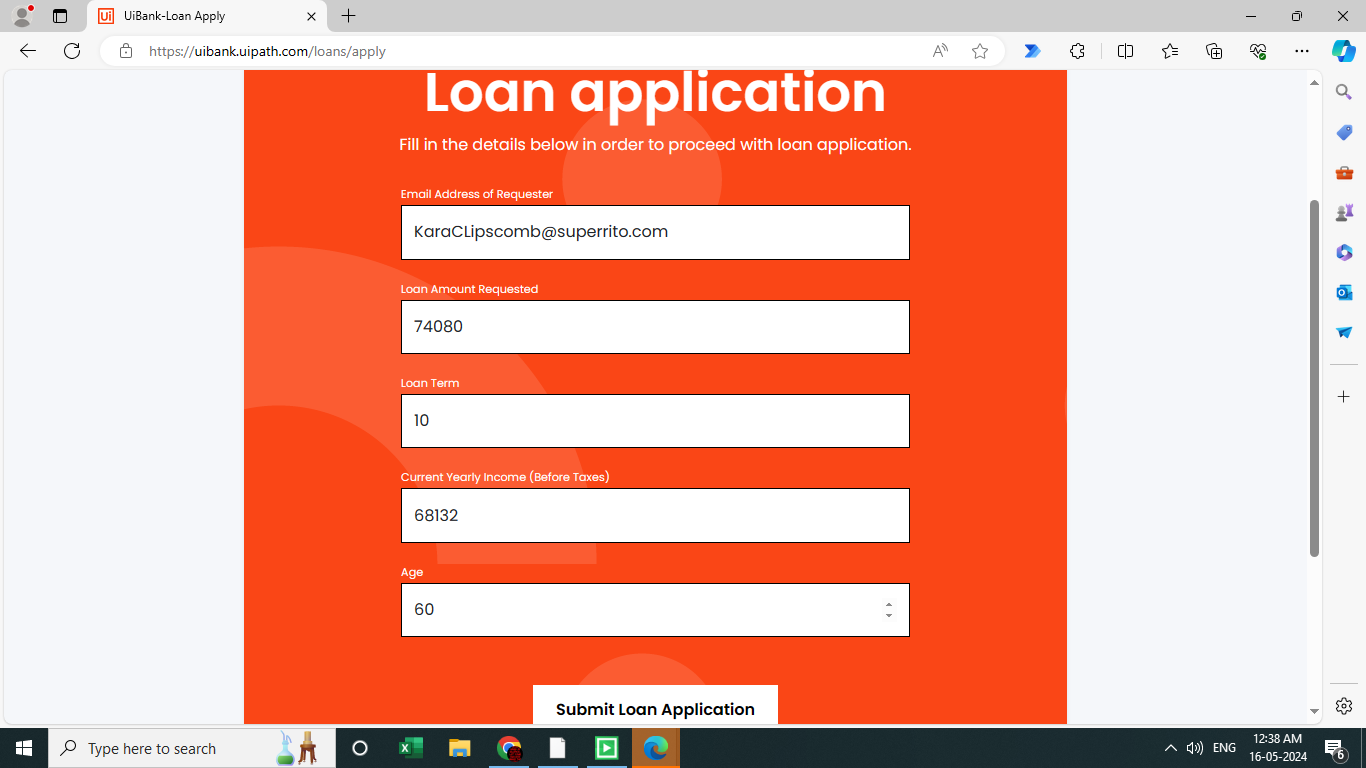 UiBank-Loan Apply
https://uibank.uipath.com/loans/apply
Loan application
Fill in the details below in order to proceed with loan application.
Email Address of Requester
KaraCLipscomb@superrito.com
Loan Amount Requested
74080
Loan Term
10
Current Yearly Income (Before Taxes)
68132
Age
60
Submit Loan Application
Type here to search
ENG
12:38 AM
16-05-2024
6